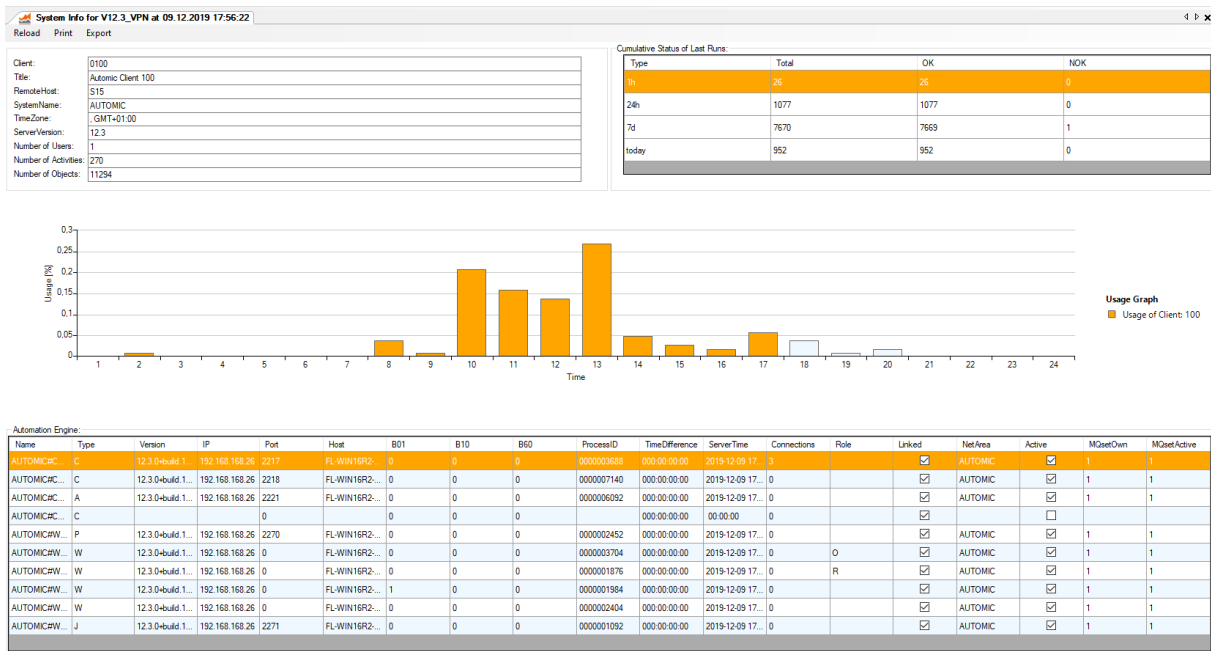 System Info for V12.3_VPN at 09.12.2019 17:56:22
Reload Print Export
Client: 0100
Title: Automic Client 100
RemoteHost: S15
SystemName: AUTOMIC
TimeZone: . GMT+01:00
ServerVersion: 12.3
Number of Users: 1
Number of Activities: 270
Number of Objects: 11294
Cumulative Status of Last Runs:
Type Total OK NOK
1h 26 26 0
24h 1077 1077 0
7d 7670 7669 1
today 952 952 0
Usage [%]
0,3
0,25
0,2
0,15
0,1
0,05
0
1 2 3 4 5 6 7 8 9 10 11 12 13 14 15 16 17 18 19 20 21 22 23 24
Time
Usage Graph
Usage of Client: 100
Automation Engine:
Name Type Version IP Port Host B01 B10 B60 ProcessID TimeDifference ServerTime Connections Role Linked NetArea Active MQsetOwn MQsetActive
AUTOMIC#C... C 12.3.0+build.1... 192.168.168.26 2217 FL-WIN16R2-... 0 0 0 0000003688 000:00:00:00 2019-12-09 17... 3 AUTOMIC 1 1
AUTOMIC#C... C 12.3.0+build.1... 192.168.168.26 2218 FL-WIN16R2-... 0 0 0 0000007140 000:00:00:00 2019-12-09 17... 0 AUTOMIC 1 1
AUTOMIC#C... A 12.3.0+build.1... 192.168.168.26 2221 FL-WIN16R2-... 0 0 0 0000006092 000:00:00:00 2019-12-09 17... 0 AUTOMIC 1 1
AUTOMIC#C... C 0 0 0 0 000:00:00:00 00:00:00 0
AUTOMIC#W... P 12.3.0+build.1... 192.168.168.26 2270 FL-WIN16R2-... 0 0 0 0000002452 000:00:00:00 2019-12-09 17... 0 AUTOMIC 1 1
AUTOMIC#W... W 12.3.0+build.1... 192.168.168.26 0 FL-WIN16R2-... 0 0 0 0000003704 000:00:00:00 2019-12-09 17... 0 O AUTOMIC 1 1
AUTOMIC#W... W 12.3.0+build.1... 192.168.168.26 0 FL-WIN16R2-... 0 0 0 0000001876 000:00:00:00 2019-12-09 17... 0 R AUTOMIC 1 1
AUTOMIC#W... W 12.3.0+build.1... 192.168.168.26 0 FL-WIN16R2-... 1 0 0 0000001984 000:00:00:00 2019-12-09 17... 0 AUTOMIC 1 1
AUTOMIC#W... W 12.3.0+build.1... 192.168.168.26 0 FL-WIN16R2-... 0 0 0 0000002404 000:00:00:00 2019-12-09 17... 0 AUTOMIC 1 1
AUTOMIC#W... J 12.3.0+build.1... 192.168.168.26 2271 FL-WIN16R2-... 0 0 0 0000001092 000:00:00:00 2019-12-09 17... 0 AUTOMIC 1 1